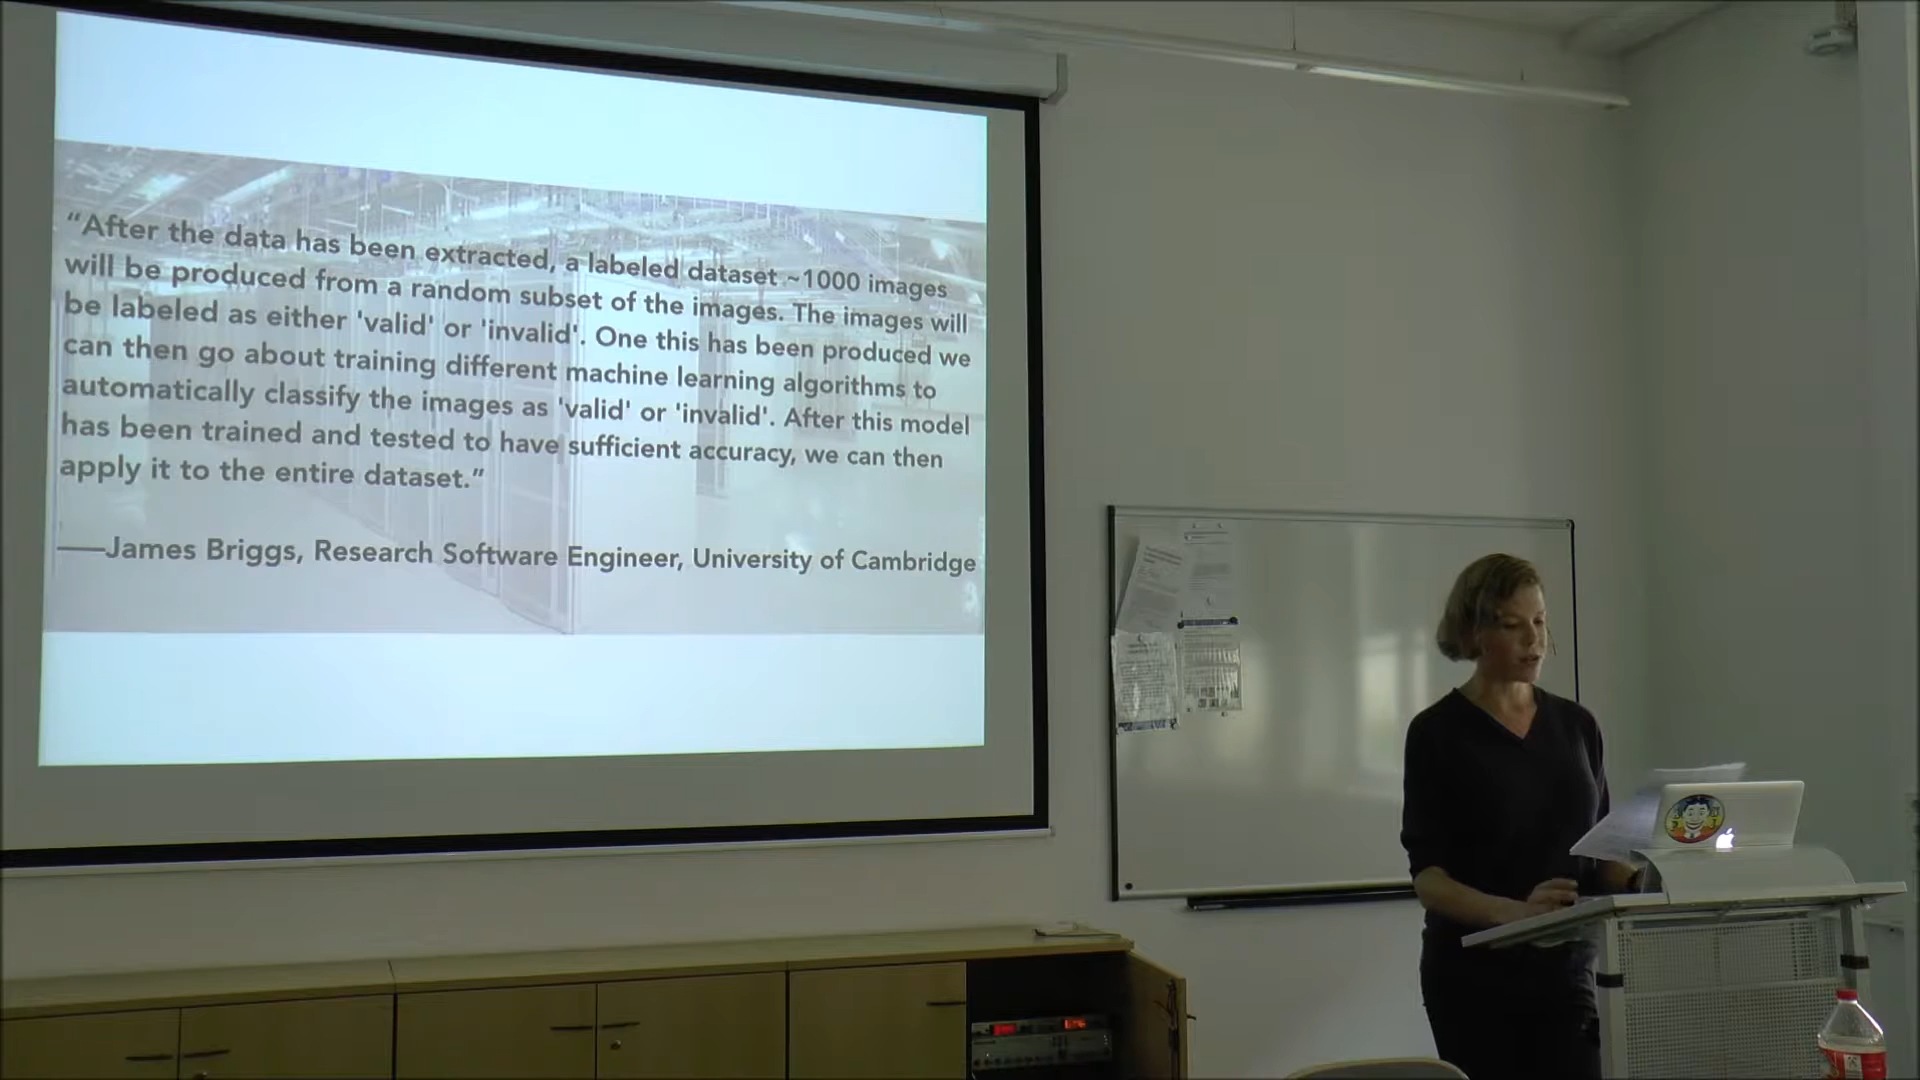 “After the data has been extracted, a labeled dataset ~1000 images
will be produced from a random subset of the images. The images will
be labeled as either 'valid' or 'invalid'. One this has been produced we
can then go about training different machine learning algorithms to
automatically classify the images as 'valid' or 'invalid'. After this model
has been trained and tested to have sufficient accuracy, we can then
apply it to the entire dataset.”
——James Briggs, Research Software Engineer, University of Cambridge